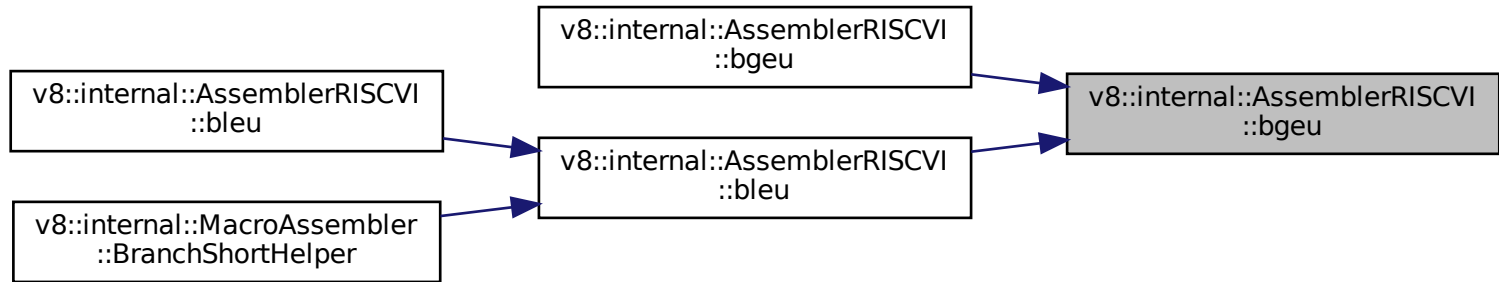 v8::internal::AssemblerRISCVI
::bleu
v8::internal::MacroAssembler
::BranchShortHelper
v8::internal::AssemblerRISCVI
::bgeu
v8::internal::AssemblerRISCVI
::bleu
v8::internal::AssemblerRISCVI
::bgeu